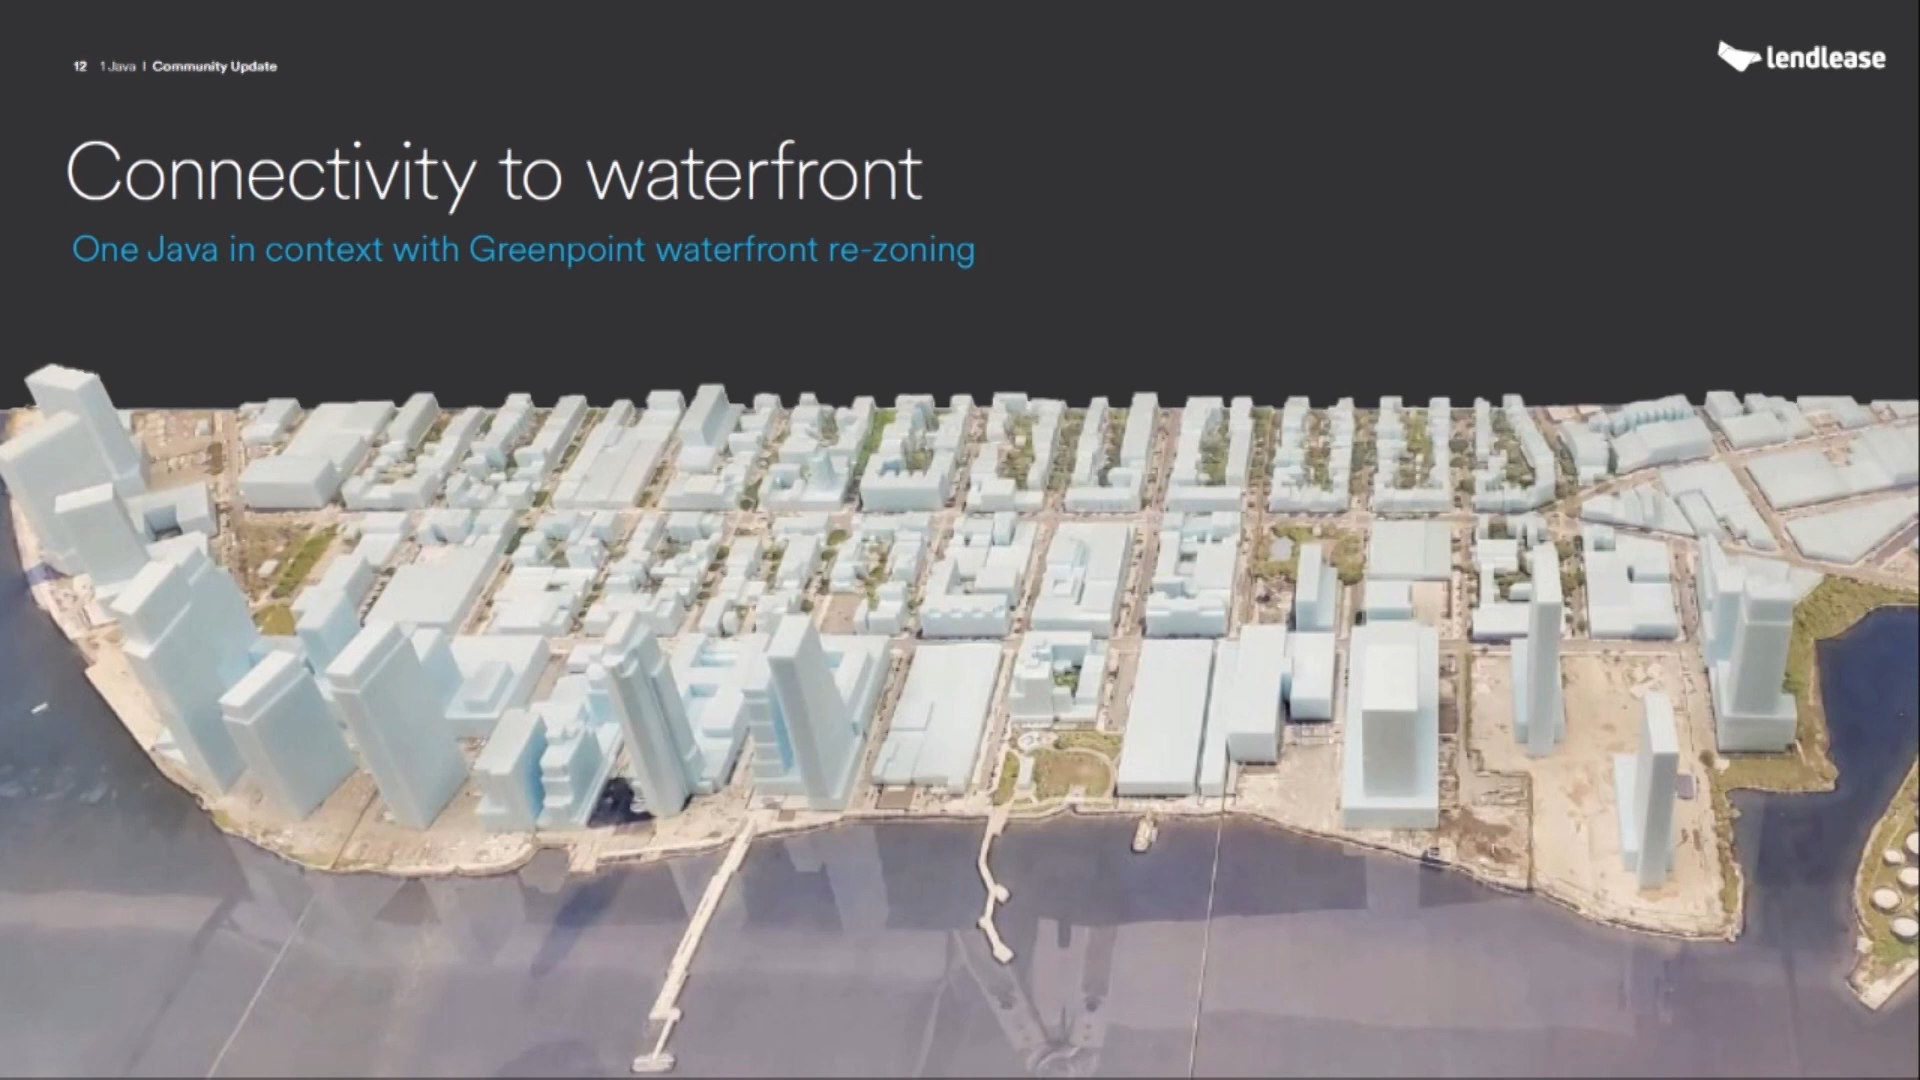 12 1 Java | Community Update
lendlease
Connectivity to waterfront
One Java in context with Greenpoint waterfront re-zoning